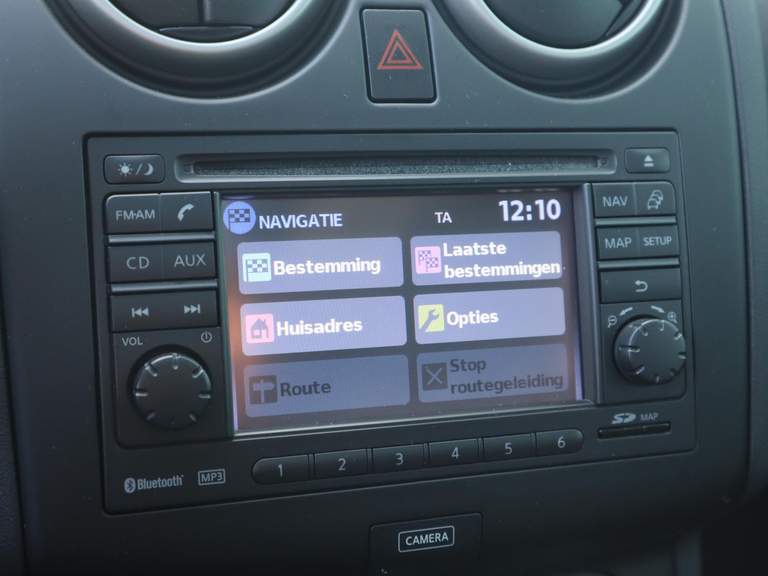 FM·AM
CD AUX
VOL
NAVIGATIE TA 12:10
Bestemming
Laatste
bestemmingen
Huisadres
Opties
Route
Stop
routegeleiding
NAV
MAP SETUP
SD MAP
Bluetooth MP3
1 2 3 4 5 6
CAMERA